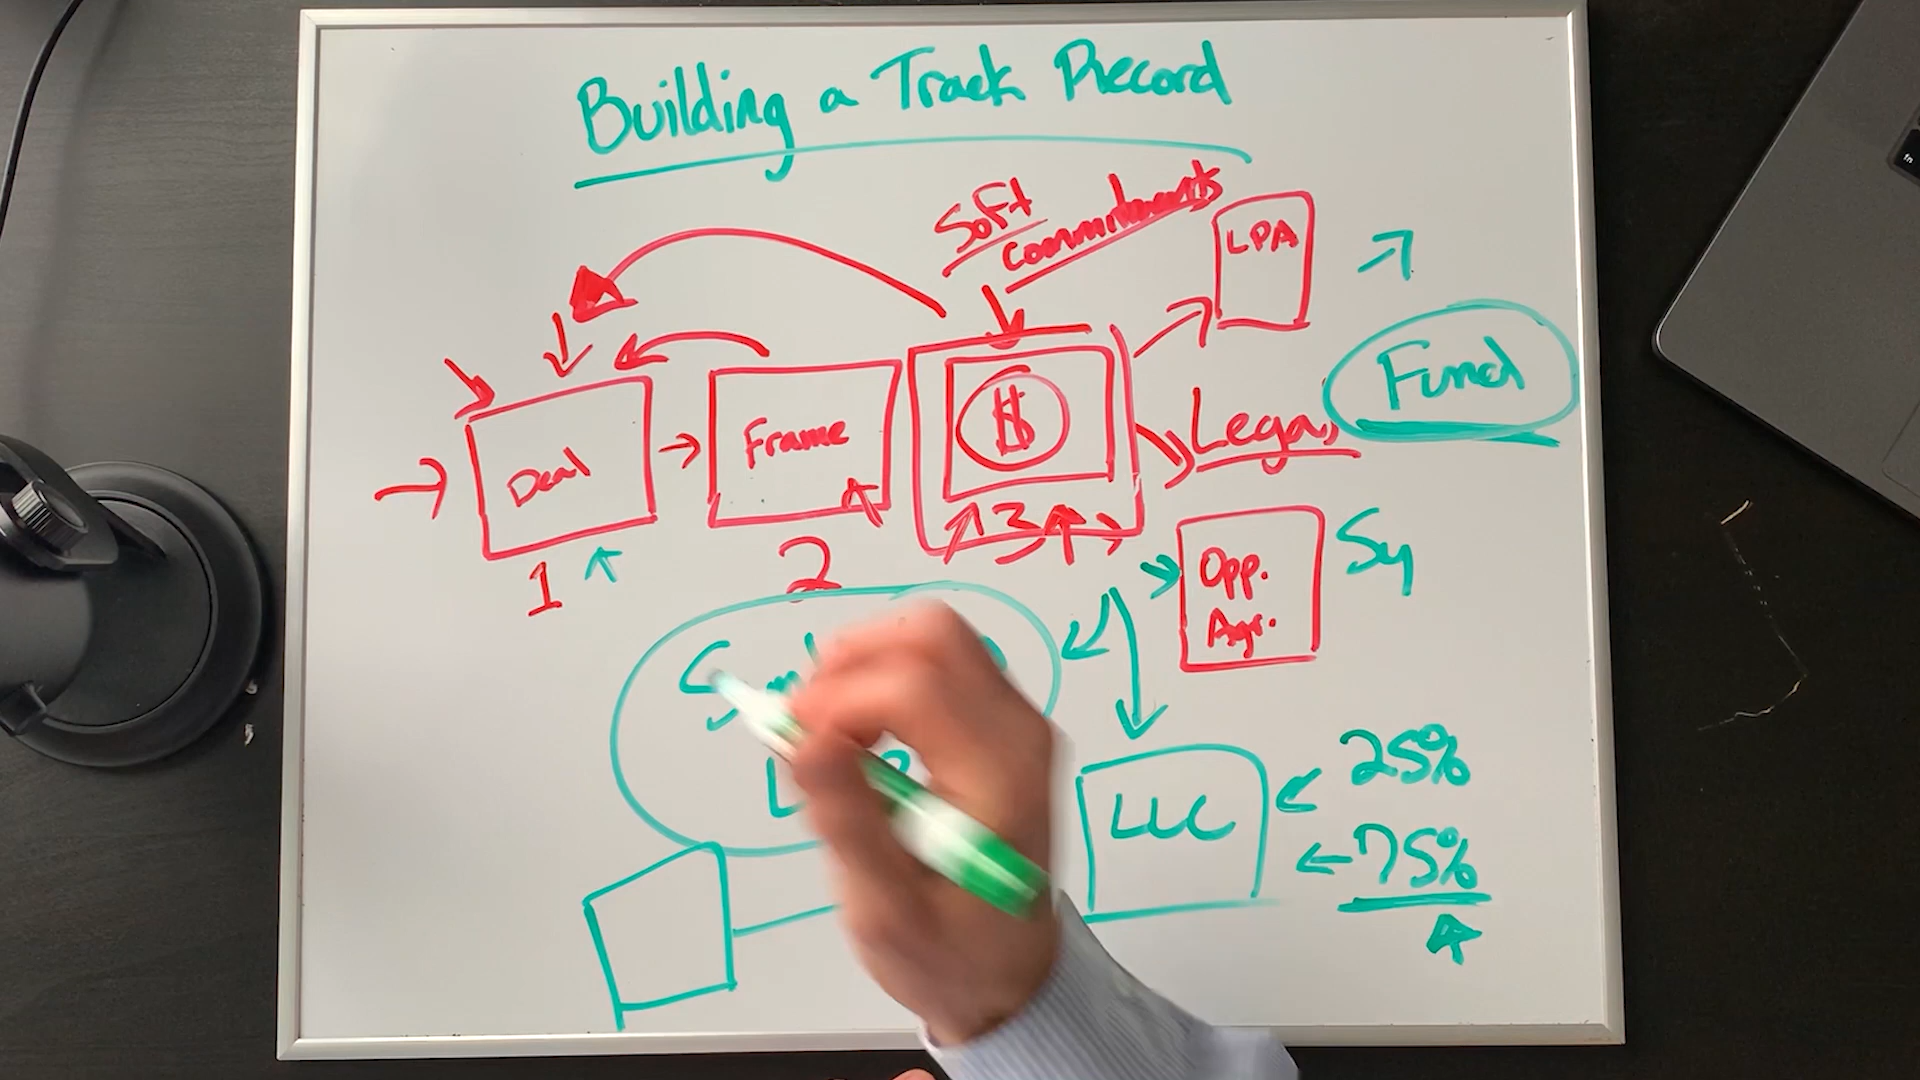 Building a Track Record
Soft
Commitments
LPA
Fund
Deal
Frame
$
Legal
1
2
3
Opp.
Agr.
Sy
LLC
25%
75%
fn